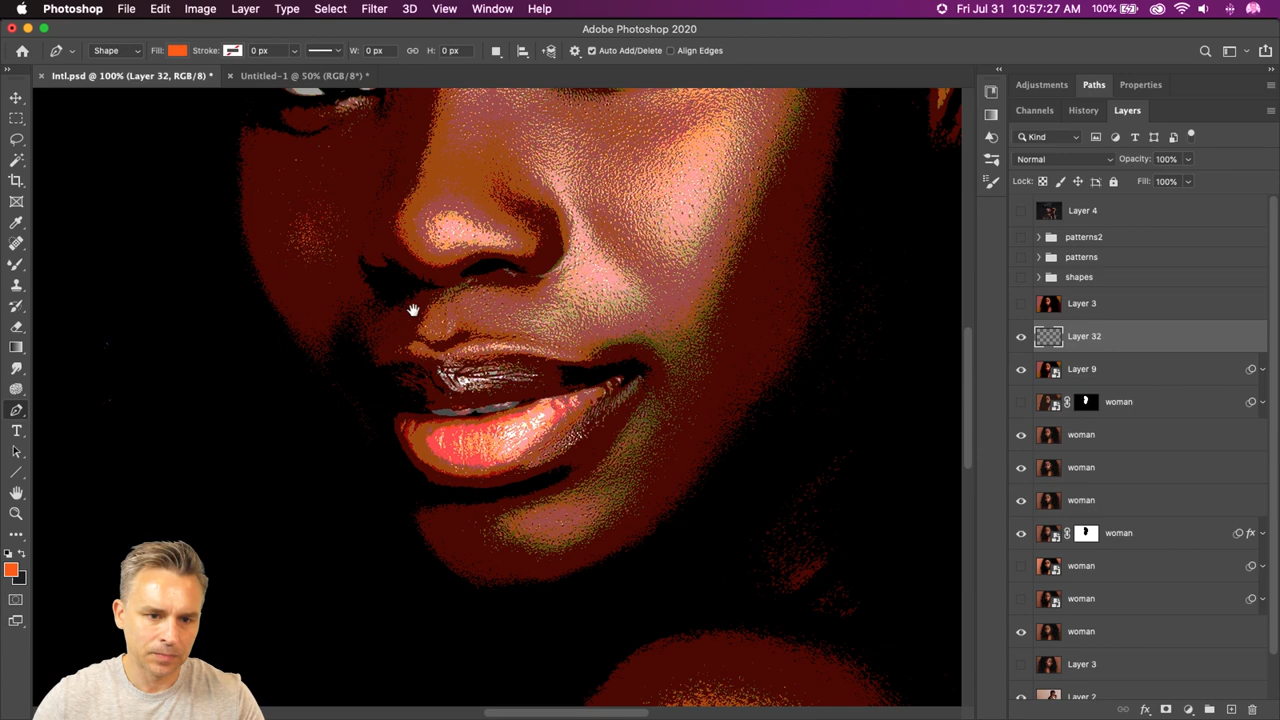 Photoshop File Edit Image Layer Type Select Filter 3D View Window Help 100% Fri Jul 31 10:57:27 AM
Adobe Photoshop 2020
Shape Fill: Stroke: 0 px W: 0 px H: 0 px Auto Add/Delete Align Edges
Intl.psd @ 100% (Layer 32, RGB/8) * Untitled-1 @ 50% (RGB/8*) *
Adjustments Paths Properties
Channels History Layers
Kind
Normal Opacity: 100%
Lock: Fill: 100%
Layer 4
patterns2
patterns
shapes
Layer 3
Layer 32
Layer 9
woman
woman
woman
woman
woman fx
woman
woman
woman
Layer 3
Layer 2
fx